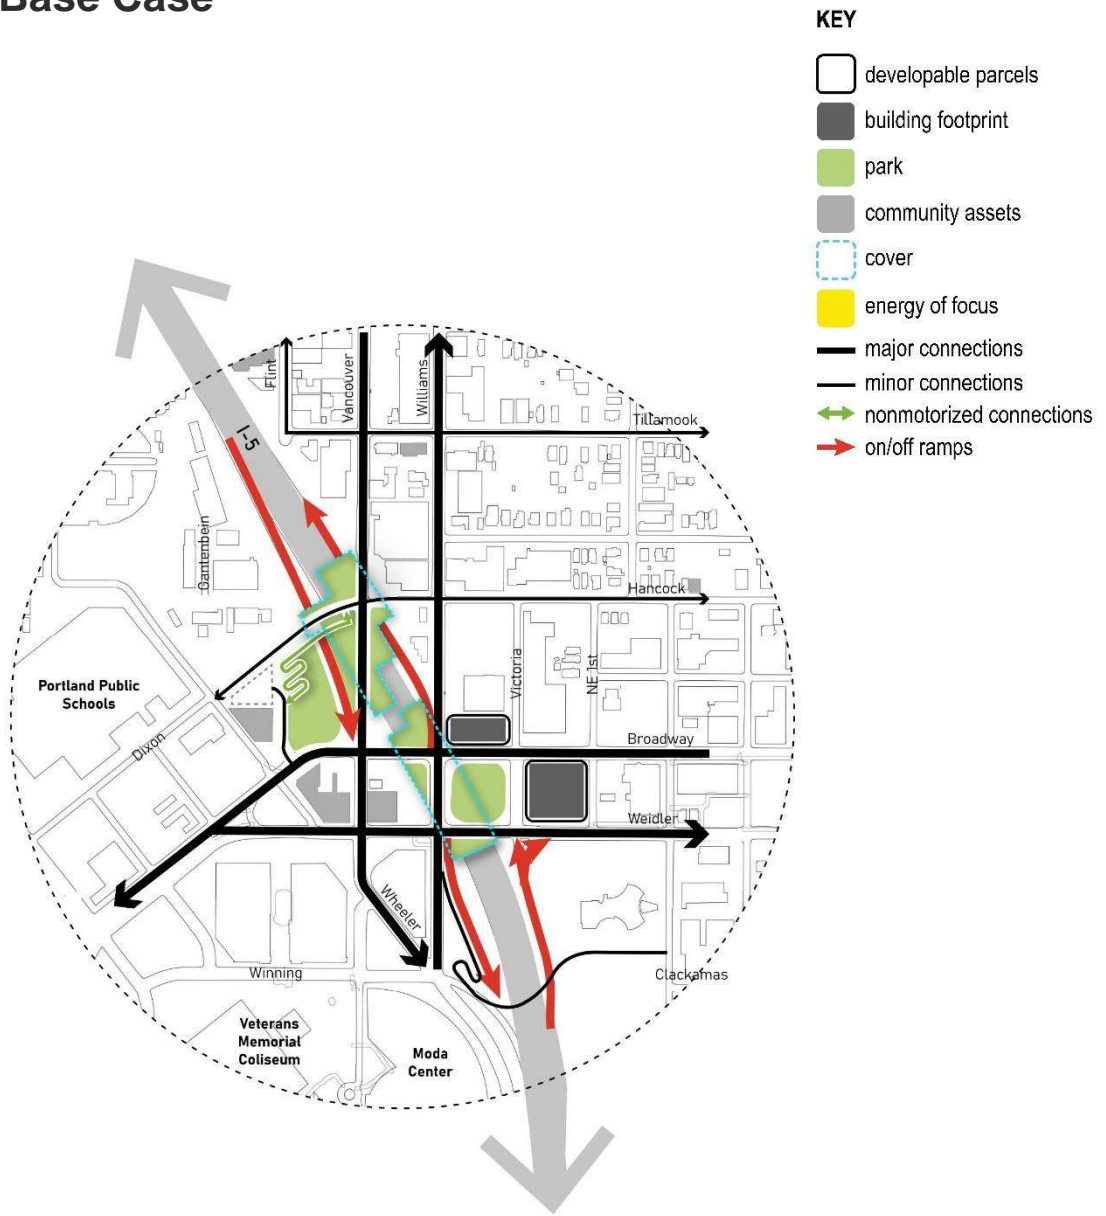 Base Case
KEY
developable parcels
building footprint
park
community assets
cover
energy of focus
major connections
minor connections
nonmotorized connections
on/off ramps
Flint
Vancouver
Williams
Tillamook
I-5
Gantenbein
Hancock
Portland Public
Schools
Victoria
NE 1st
Dixon
Broadway
Weidler
Wheeler
Winning
Clackamas
Veterans
Memorial
Coliseum
Moda
Center